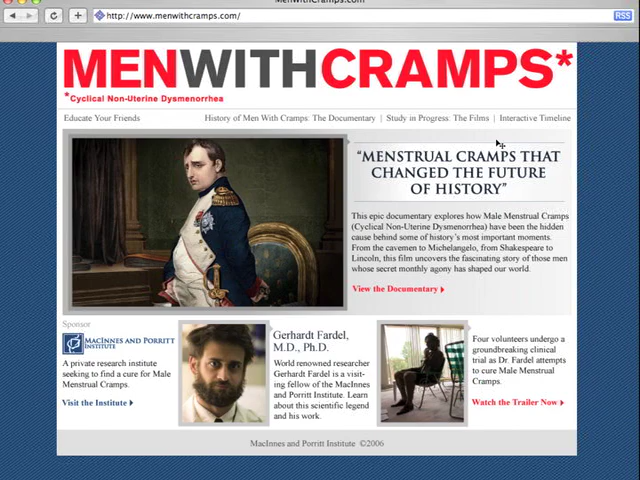 MenWithCramps.com
http://www.menwithcramps.com/
RSS
MENWITHCRAMPS*
*Cyclical Non-Uterine Dysmenorrhea
Educate Your Friends
History of Men With Cramps: The Documentary | Study in Progress: The Films | Interactive Timeline
“MENSTRUAL CRAMPS THAT
CHANGED THE FUTURE
OF HISTORY”
This epic documentary explores how Male Menstrual Cramps
(Cyclical Non-Uterine Dysmenorrhea) have been the hidden
cause behind some of history’s most important moments.
From the cavemen to Michelangelo, from Shakespeare to
Lincoln, this film uncovers the fascinating story of those men
whose secret monthly agony has shaped our world.
View the Documentary
Sponsor
MACINNES AND PORRITT
INSTITUTE
A private research institute
seeking to find a cure for Male
Menstrual Cramps.
Visit the Institute
Gerhardt Fardel,
M.D., Ph.D.
World renowned researcher
Gerhardt Fardel is a visit-
ing fellow of the MacInnes
and Porritt Institute. Learn
about this scientific legend
and his work.
Four volunteers undergo a
groundbreaking clinical
trial as Dr. Fardel attempts
to cure Male Menstrual
Cramps.
Watch the Trailer Now
MacInnes and Porritt Institute ©2006